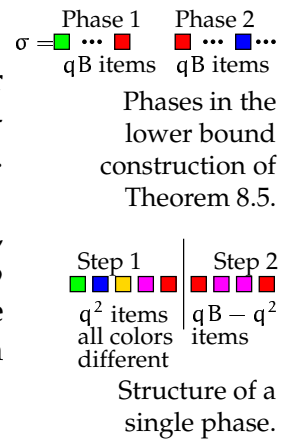 Phase 1 Phase 2
σ = ··· ···  ···
qB items qB items
Phases in the
lower bound
construction of
Theorem 8.5.
Step 1 Step 2
q² items qB − q²
all colors items
different
Structure of a
single phase.